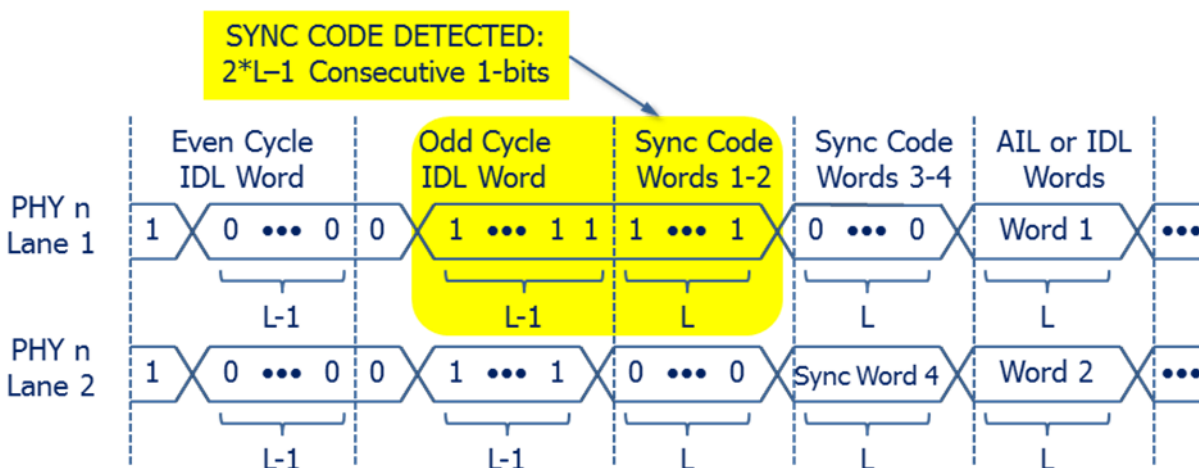 SYNC CODE DETECTED:
2*L–1 Consecutive 1-bits
Even Cycle
IDL Word
Odd Cycle
IDL Word
Sync Code
Words 1-2
Sync Code
Words 3-4
AIL or IDL
Words
PHY n
Lane 1
1 0 ••• 0 0 1 ••• 1 1 1 ••• 1 0 ••• 0 Word 1 •••
L-1 L-1 L L L
PHY n
Lane 2
1 0 ••• 0 0 1 ••• 1 0 ••• 0 Sync Word 4 Word 2 •••
L-1 L-1 L L L